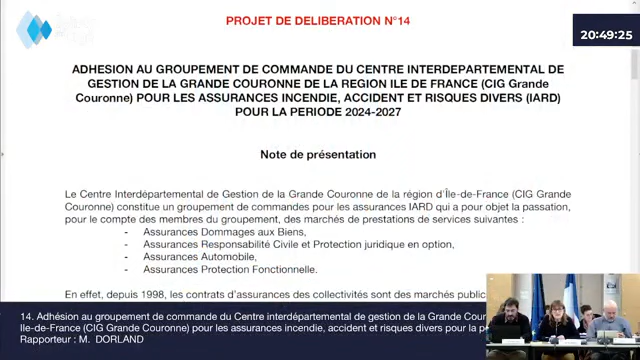 PROJET DE DELIBERATION N°14
20:49:25
ADHESION AU GROUPEMENT DE COMMANDE DU CENTRE INTERDEPARTEMENTAL DE
GESTION DE LA GRANDE COURONNE DE LA REGION ILE DE FRANCE (CIG Grande
Couronne) POUR LES ASSURANCES INCENDIE, ACCIDENT ET RISQUES DIVERS (IARD)
POUR LA PERIODE 2024-2027
Note de présentation
Le Centre Interdépartemental de Gestion de la Grande Couronne de la région d'Île-de-France (CIG Grande
Couronne) constitue un groupement de commandes pour les assurances IARD qui a pour objet la passation,
pour le compte des membres du groupement, des marchés de prestations de services suivantes :
- Assurances Dommages aux Biens,
- Assurances Responsabilité Civile et Protection juridique en option,
- Assurances Automobile,
- Assurances Protection Fonctionnelle.
En effet, depuis 1998, les contrats d'assurances des collectivités sont des marchés
14. Adhésion au groupement de commande du Centre interdépartemental de gestion de la Grande
Ile-de-France (CIG Grande Couronne) pour les assurances incendie, accident et risques divers pour la
Rapporteur : M. DORLAND